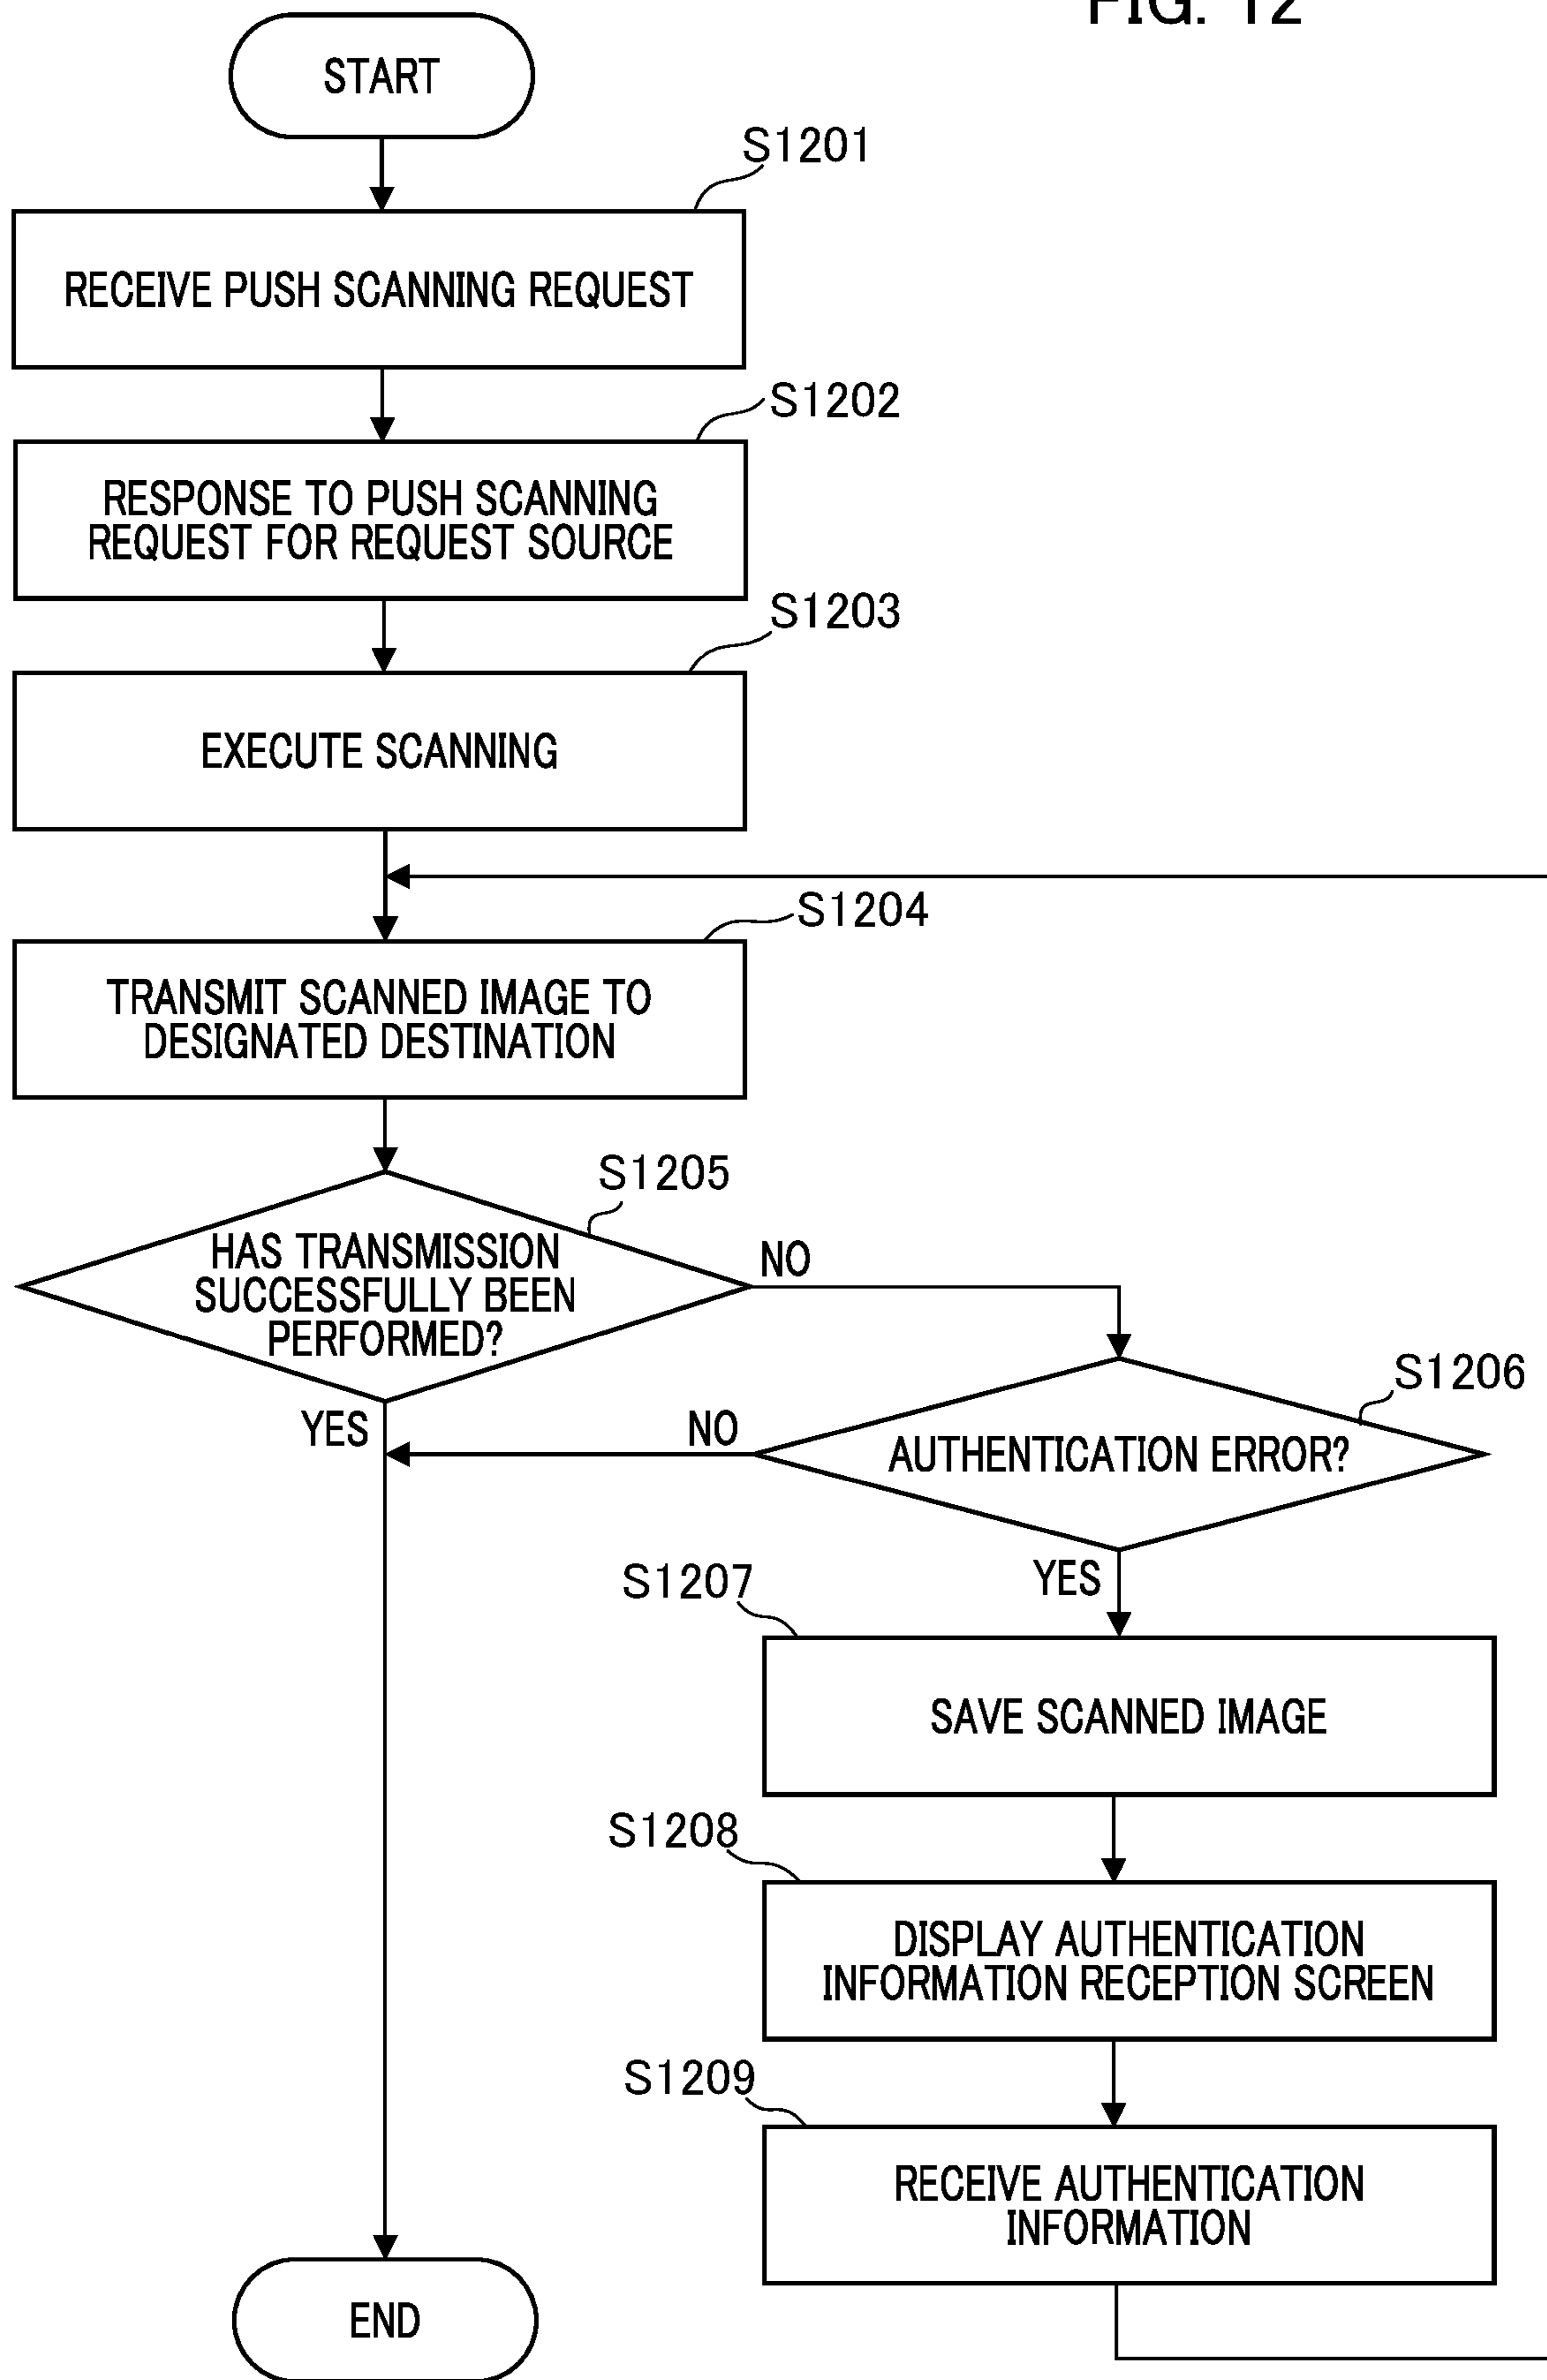 FIG. 12
START
S1201
RECEIVE PUSH SCANNING REQUEST
S1202
RESPONSE TO PUSH SCANNING
REQUEST FOR REQUEST SOURCE
S1203
EXECUTE SCANNING
S1204
TRANSMIT SCANNED IMAGE TO
DESIGNATED DESTINATION
S1205
HAS TRANSMISSION
SUCCESSFULLY BEEN
PERFORMED?
NO
YES
S1206
AUTHENTICATION ERROR?
NO
YES
S1207
SAVE SCANNED IMAGE
S1208
DISPLAY AUTHENTICATION
INFORMATION RECEPTION SCREEN
S1209
RECEIVE AUTHENTICATION
INFORMATION
END